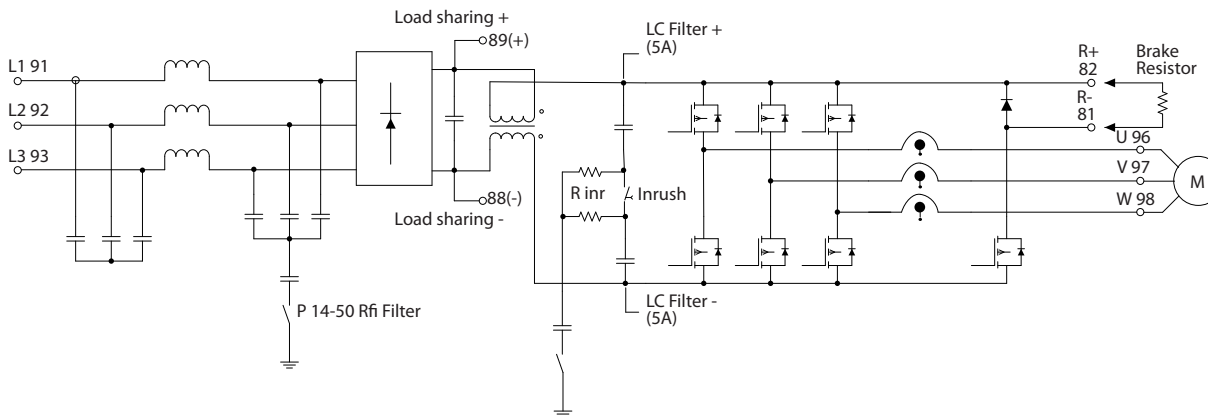 Load sharing +
89(+)
LC Filter +
(5A)
R+
82
Brake
Resistor
L1 91
L2 92
R-
81
U 96
L3 93
R inr
Inrush
V 97
M
88(-)
W 98
Load sharing -
P 14-50 Rfi Filter
LC Filter -
(5A)